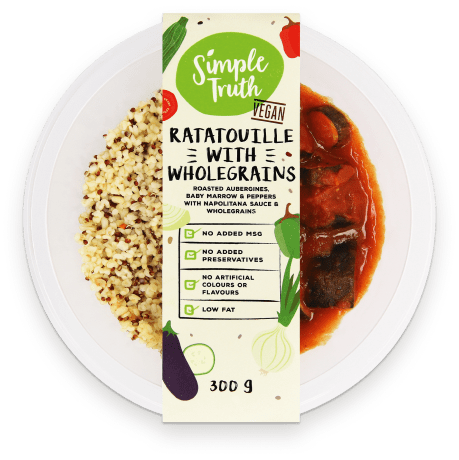 Simple
Truth
VEGAN
RATATOUILLE
WITH
WHOLEGRAINS
ROASTED AUBERGINES,
BABY MARROW & PEPPERS
WITH NAPOLITANA SAUCE &
WHOLEGRAINS
NO ADDED MSG
NO ADDED
PRESERVATIVES
NO ARTIFICIAL
COLOURS OR
FLAVOURS
LOW FAT
300 g